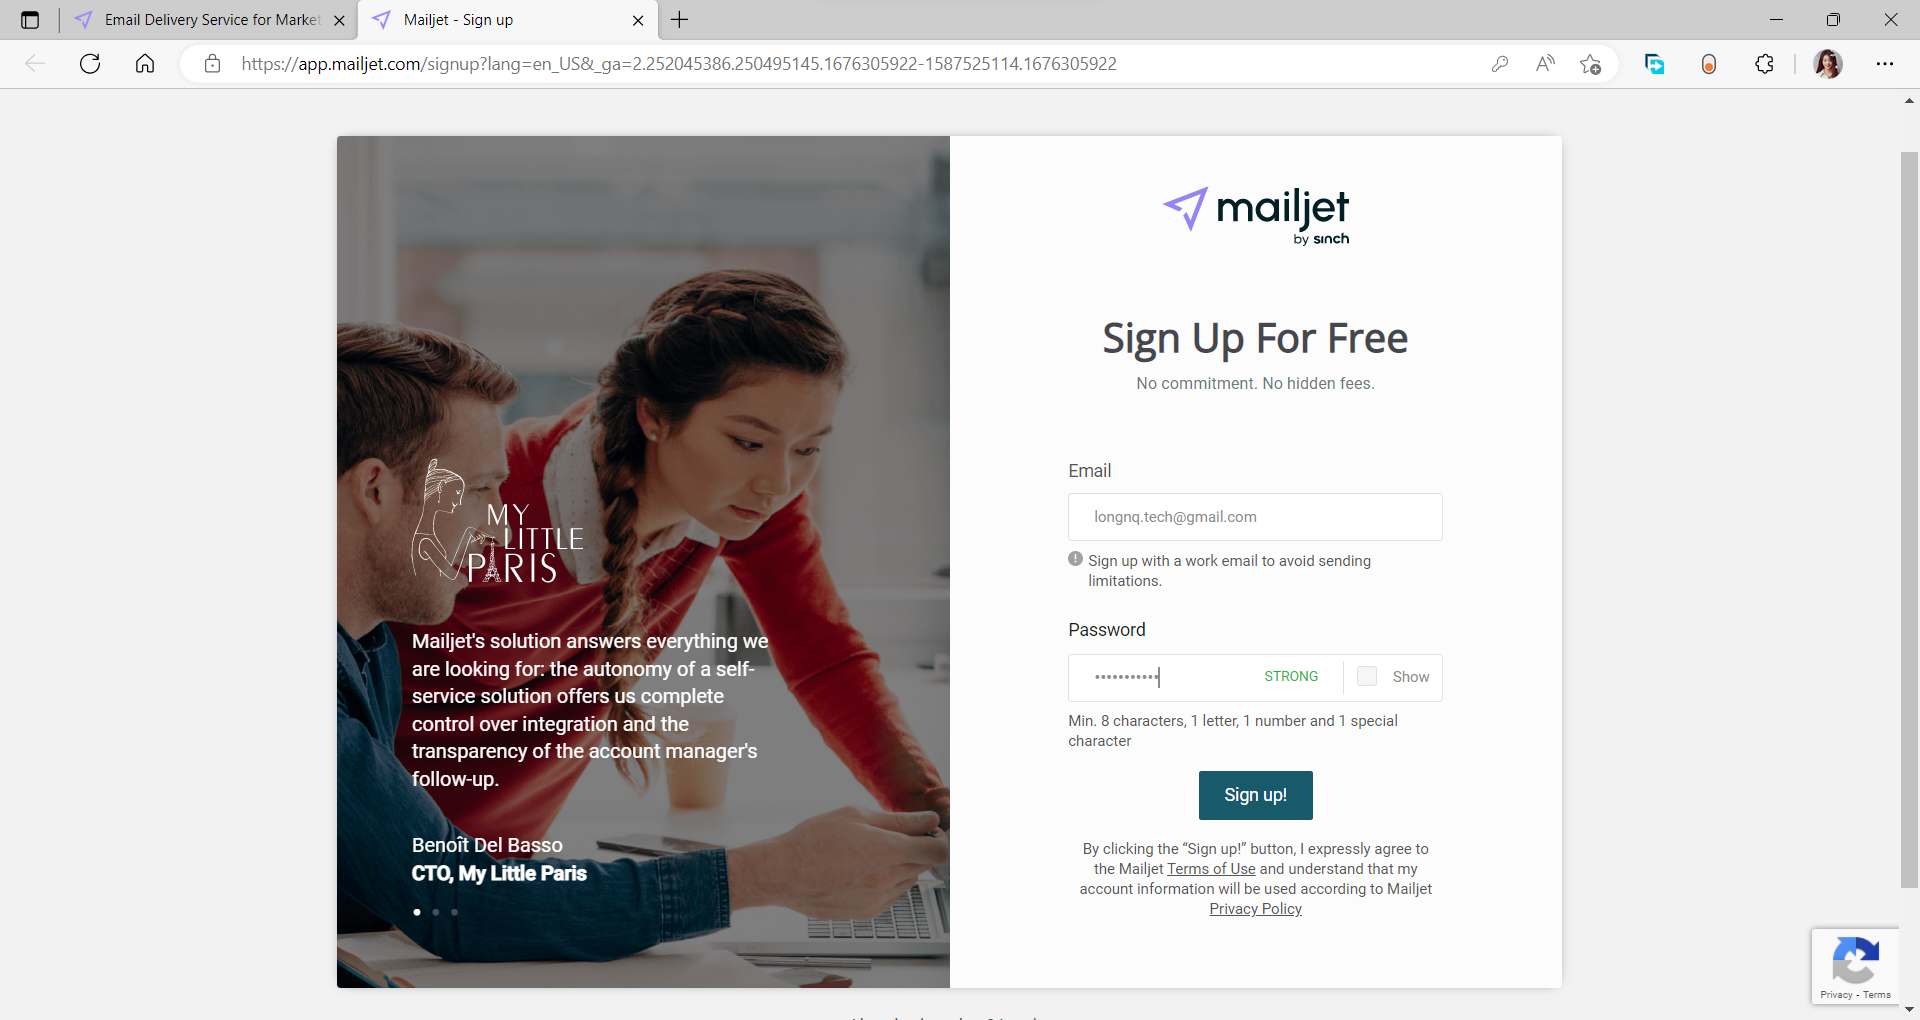 Email Delivery Service for Market
Mailjet - Sign up
https://app.mailjet.com/signup?lang=en_US&_ga=2.252045386.250495145.1676305922-1587525114.1676305922
MY
LITTLE
PARIS
Mailjet's solution answers everything we
are looking for: the autonomy of a self-
service solution offers us complete
control over integration and the
transparency of the account manager's
follow-up.
Benoît Del Basso
CTO, My Little Paris
mailjet
by sinch
Sign Up For Free
No commitment. No hidden fees.
Email
longnq.tech@gmail.com
Sign up with a work email to avoid sending
limitations.
Password
••••••••••• STRONG Show
Min. 8 characters, 1 letter, 1 number and 1 special
character
Sign up!
By clicking the “Sign up!” button, I expressly agree to
the Mailjet Terms of Use and understand that my
account information will be used according to Mailjet
Privacy Policy
Privacy - Terms